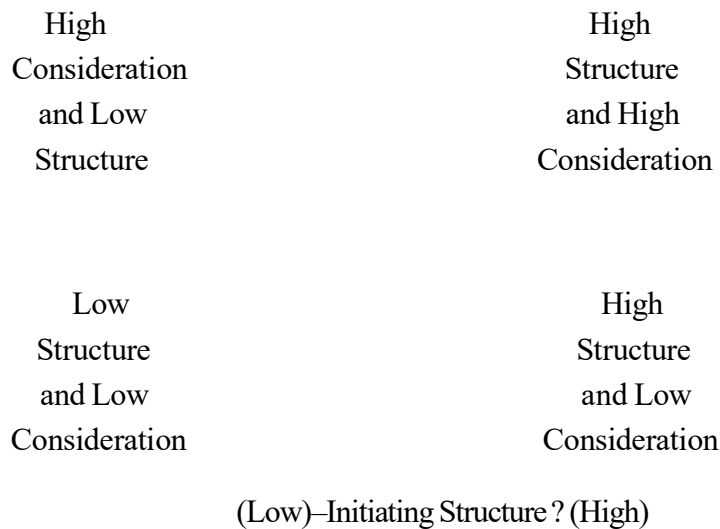 High
Consideration
and Low
Structure
High
Structure
and High
Consideration
Low
Structure
and Low
Consideration
High
Structure
and Low
Consideration
(Low)–Initiating Structure ? (High)